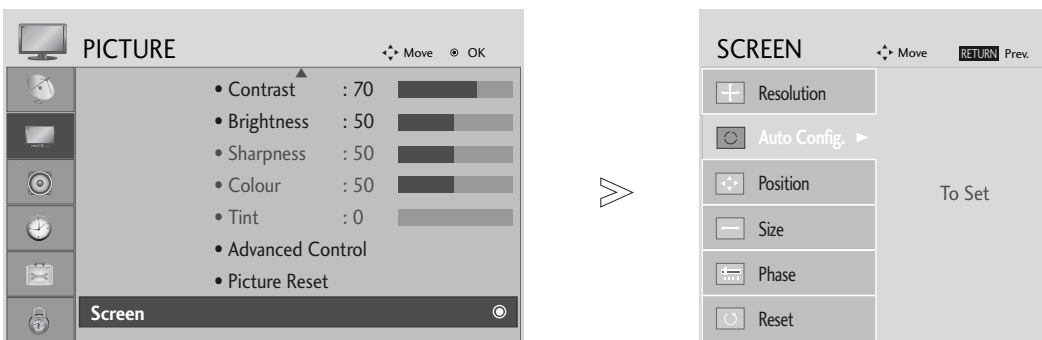 PICTURE
Move OK
• Contrast : 70
• Brightness : 50
• Sharpness : 50
• Colour : 50
• Tint : 0
• Advanced Control
• Picture Reset
Screen
SCREEN
Move RETURN Prev.
Resolution
Auto Config. ►
Position
Size
Phase
Reset
To Set